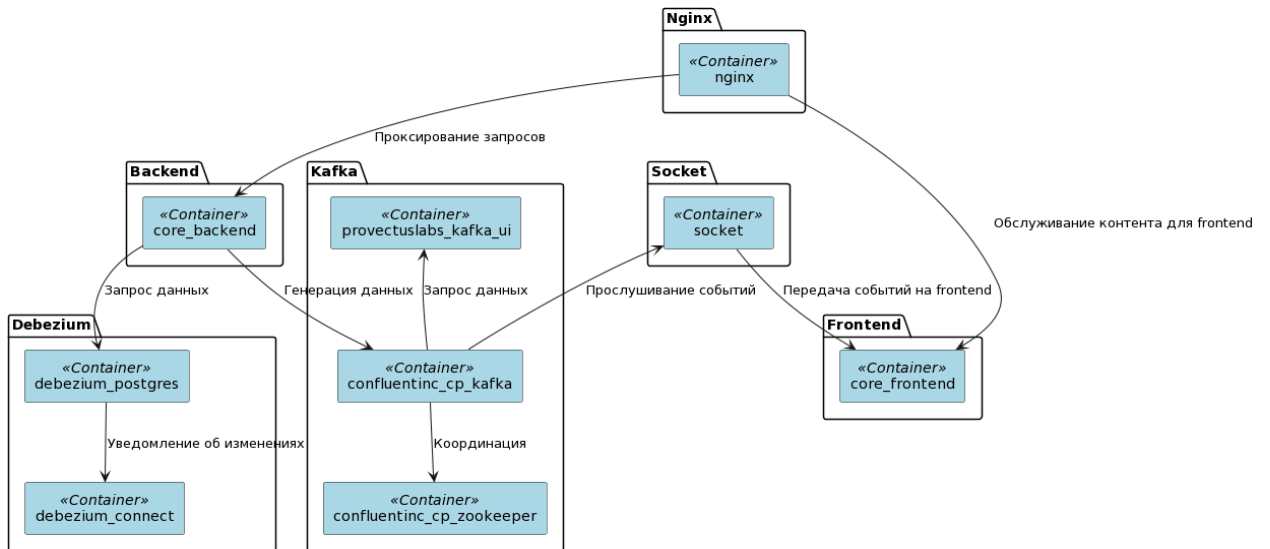 Nginx
«Container»
nginx
Проксирование запросов
Backend
Kafka
Socket
«Container»
core_backend
«Container»
provectuslabs_kafka_ui
«Container»
socket
Обслуживание контента для frontend
Запрос данных
Генерация данных
Запрос данных
Прослушивание событий
Передача событий на frontend
Debezium
Frontend
«Container»
debezium_postgres
«Container»
confluentinc_cp_kafka
«Container»
core_frontend
Уведомление об изменениях
Координация
«Container»
debezium_connect
«Container»
confluentinc_cp_zookeeper